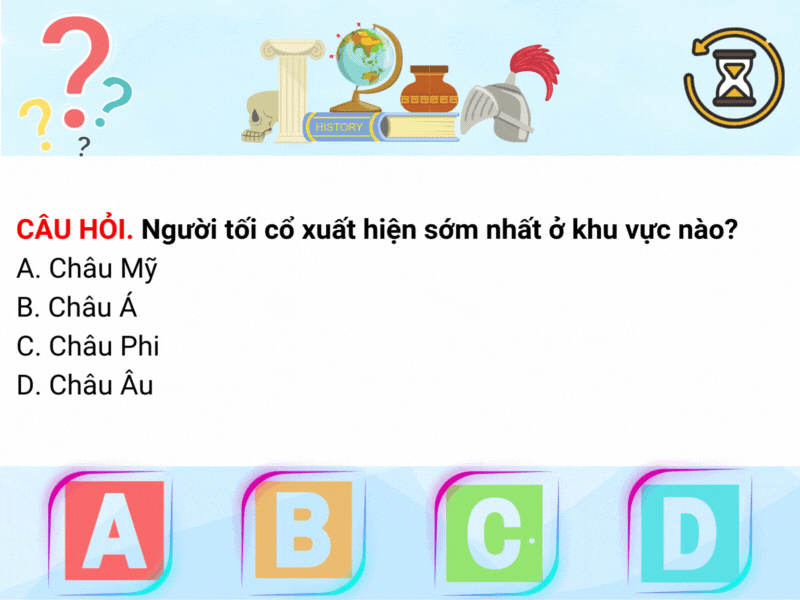 ? ? ? ?
HISTORY
CÂU HỎI. Người tối cổ xuất hiện sớm nhất ở khu vực nào?
A. Châu Mỹ
B. Châu Á
C. Châu Phi
D. Châu Âu
A B C D